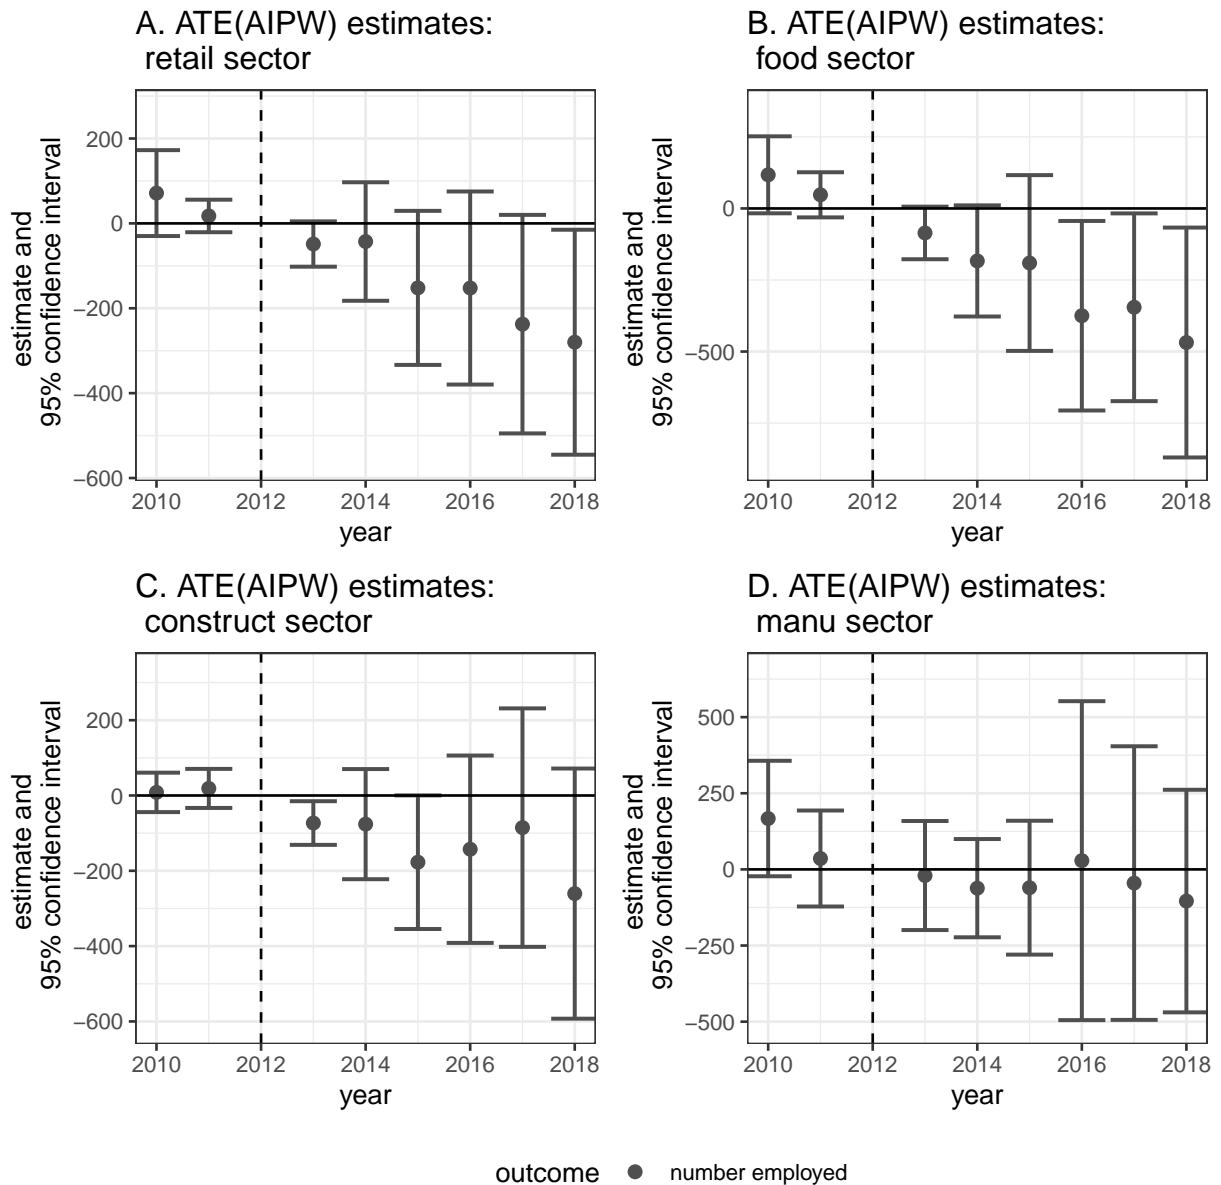 A. ATE(AIPW) estimates:
retail sector
estimate and
95% confidence interval
200
0
−200
−400
−600
2010
2012
2014
2016
2018
year
B. ATE(AIPW) estimates:
food sector
estimate and
95% confidence interval
0
−500
2010
2012
2014
2016
2018
year
C. ATE(AIPW) estimates:
construct sector
estimate and
95% confidence interval
200
0
−200
−400
−600
2010
2012
2014
2016
2018
year
D. ATE(AIPW) estimates:
manu sector
estimate and
95% confidence interval
500
250
0
−250
−500
2010
2012
2014
2016
2018
year
outcome number employed